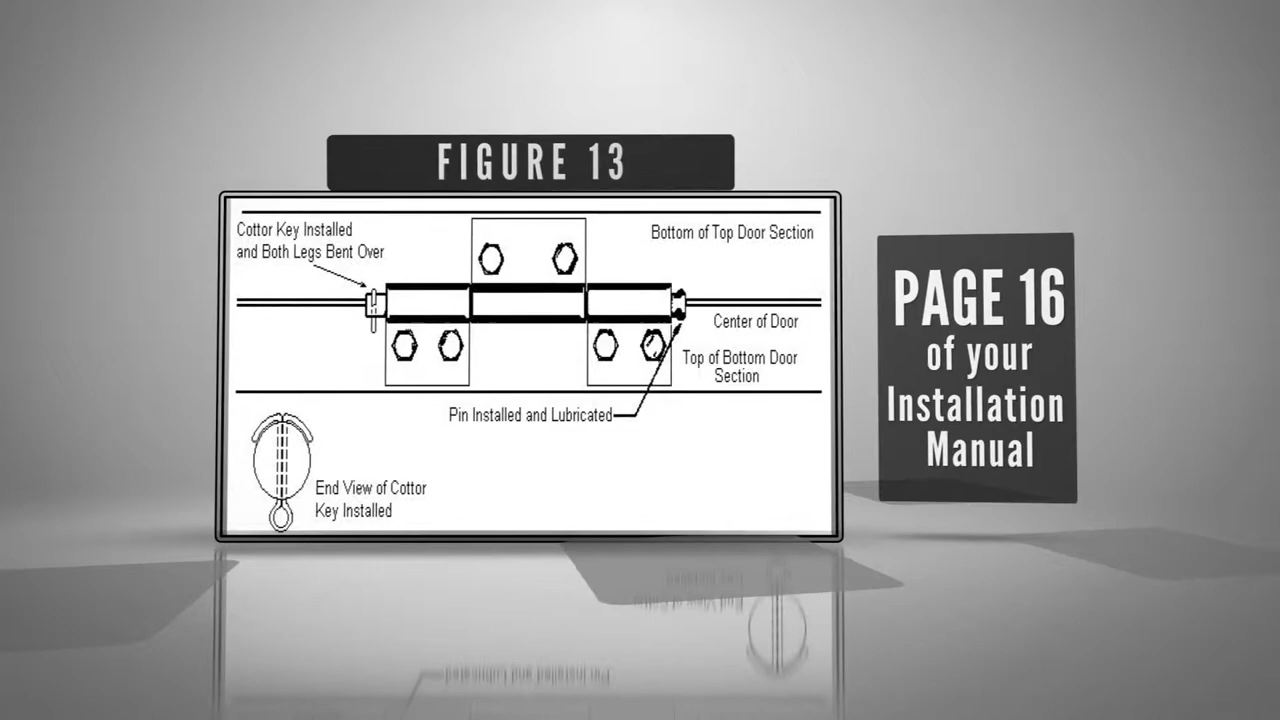 FIGURE 13
Cottor Key Installed
and Both Legs Bent Over
Bottom of Top Door Section
Center of Door
Top of Bottom Door
Section
Pin Installed and Lubricated
End View of Cottor
Key Installed
PAGE 16
of your
Installation
Manual